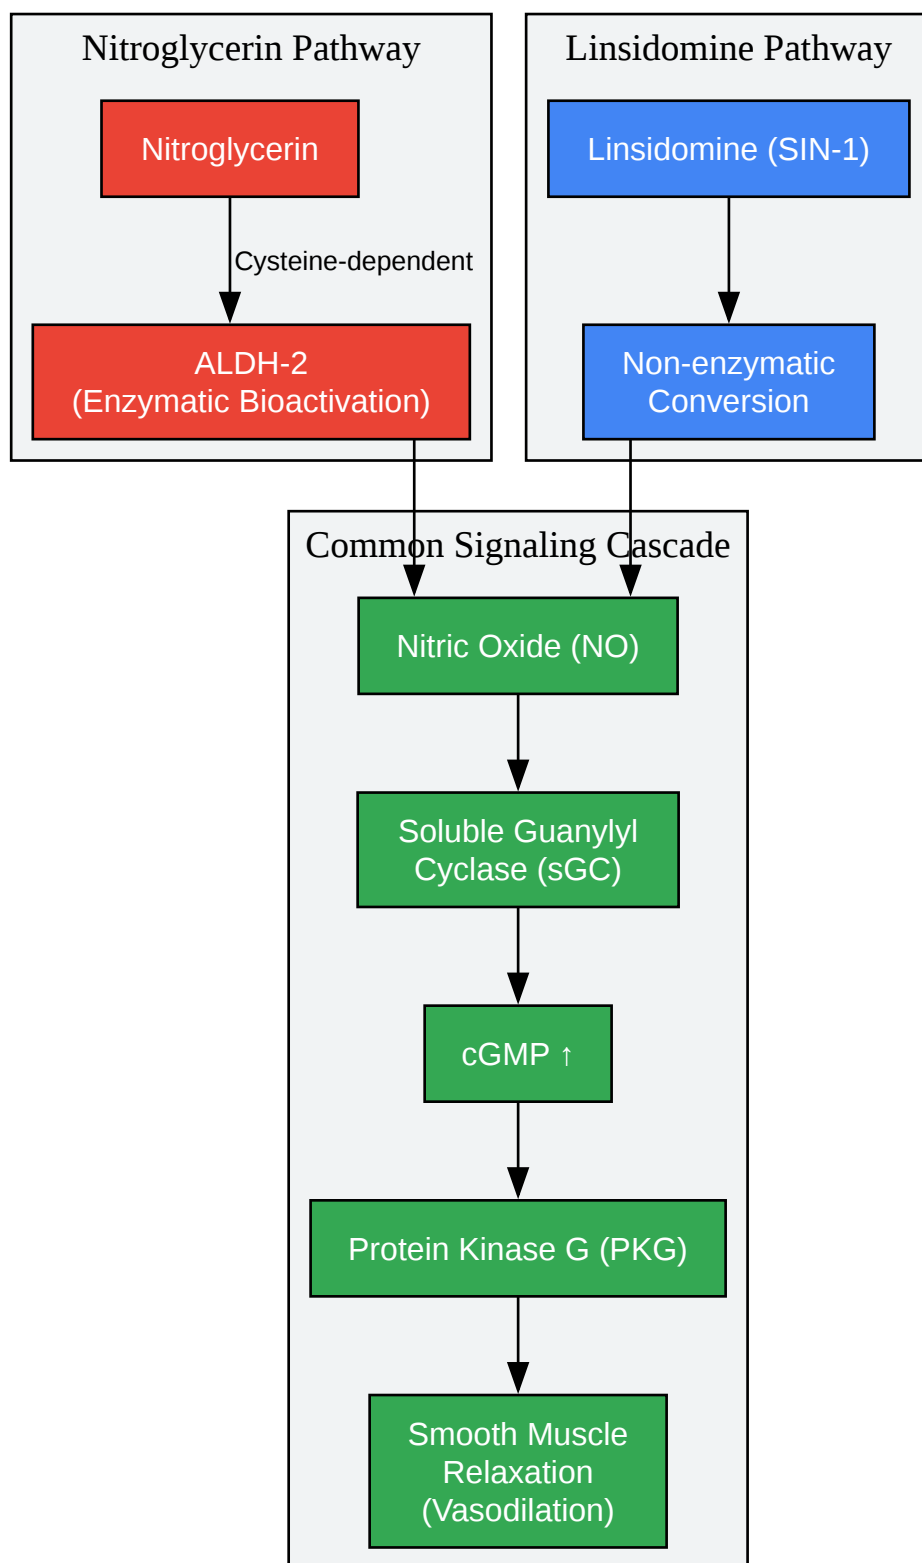 Nitroglycerin Pathway
Nitroglycerin
Cysteine-dependent
ALDH-2
(Enzymatic Bioactivation)
Linsidomine Pathway
Linsidomine (SIN-1)
Non-enzymatic
Conversion
Common Signaling Cascade
Nitric Oxide (NO)
Soluble Guanylyl
Cyclase (sGC)
cGMP ↑
Protein Kinase G (PKG)
Smooth Muscle
Relaxation
(Vasodilation)